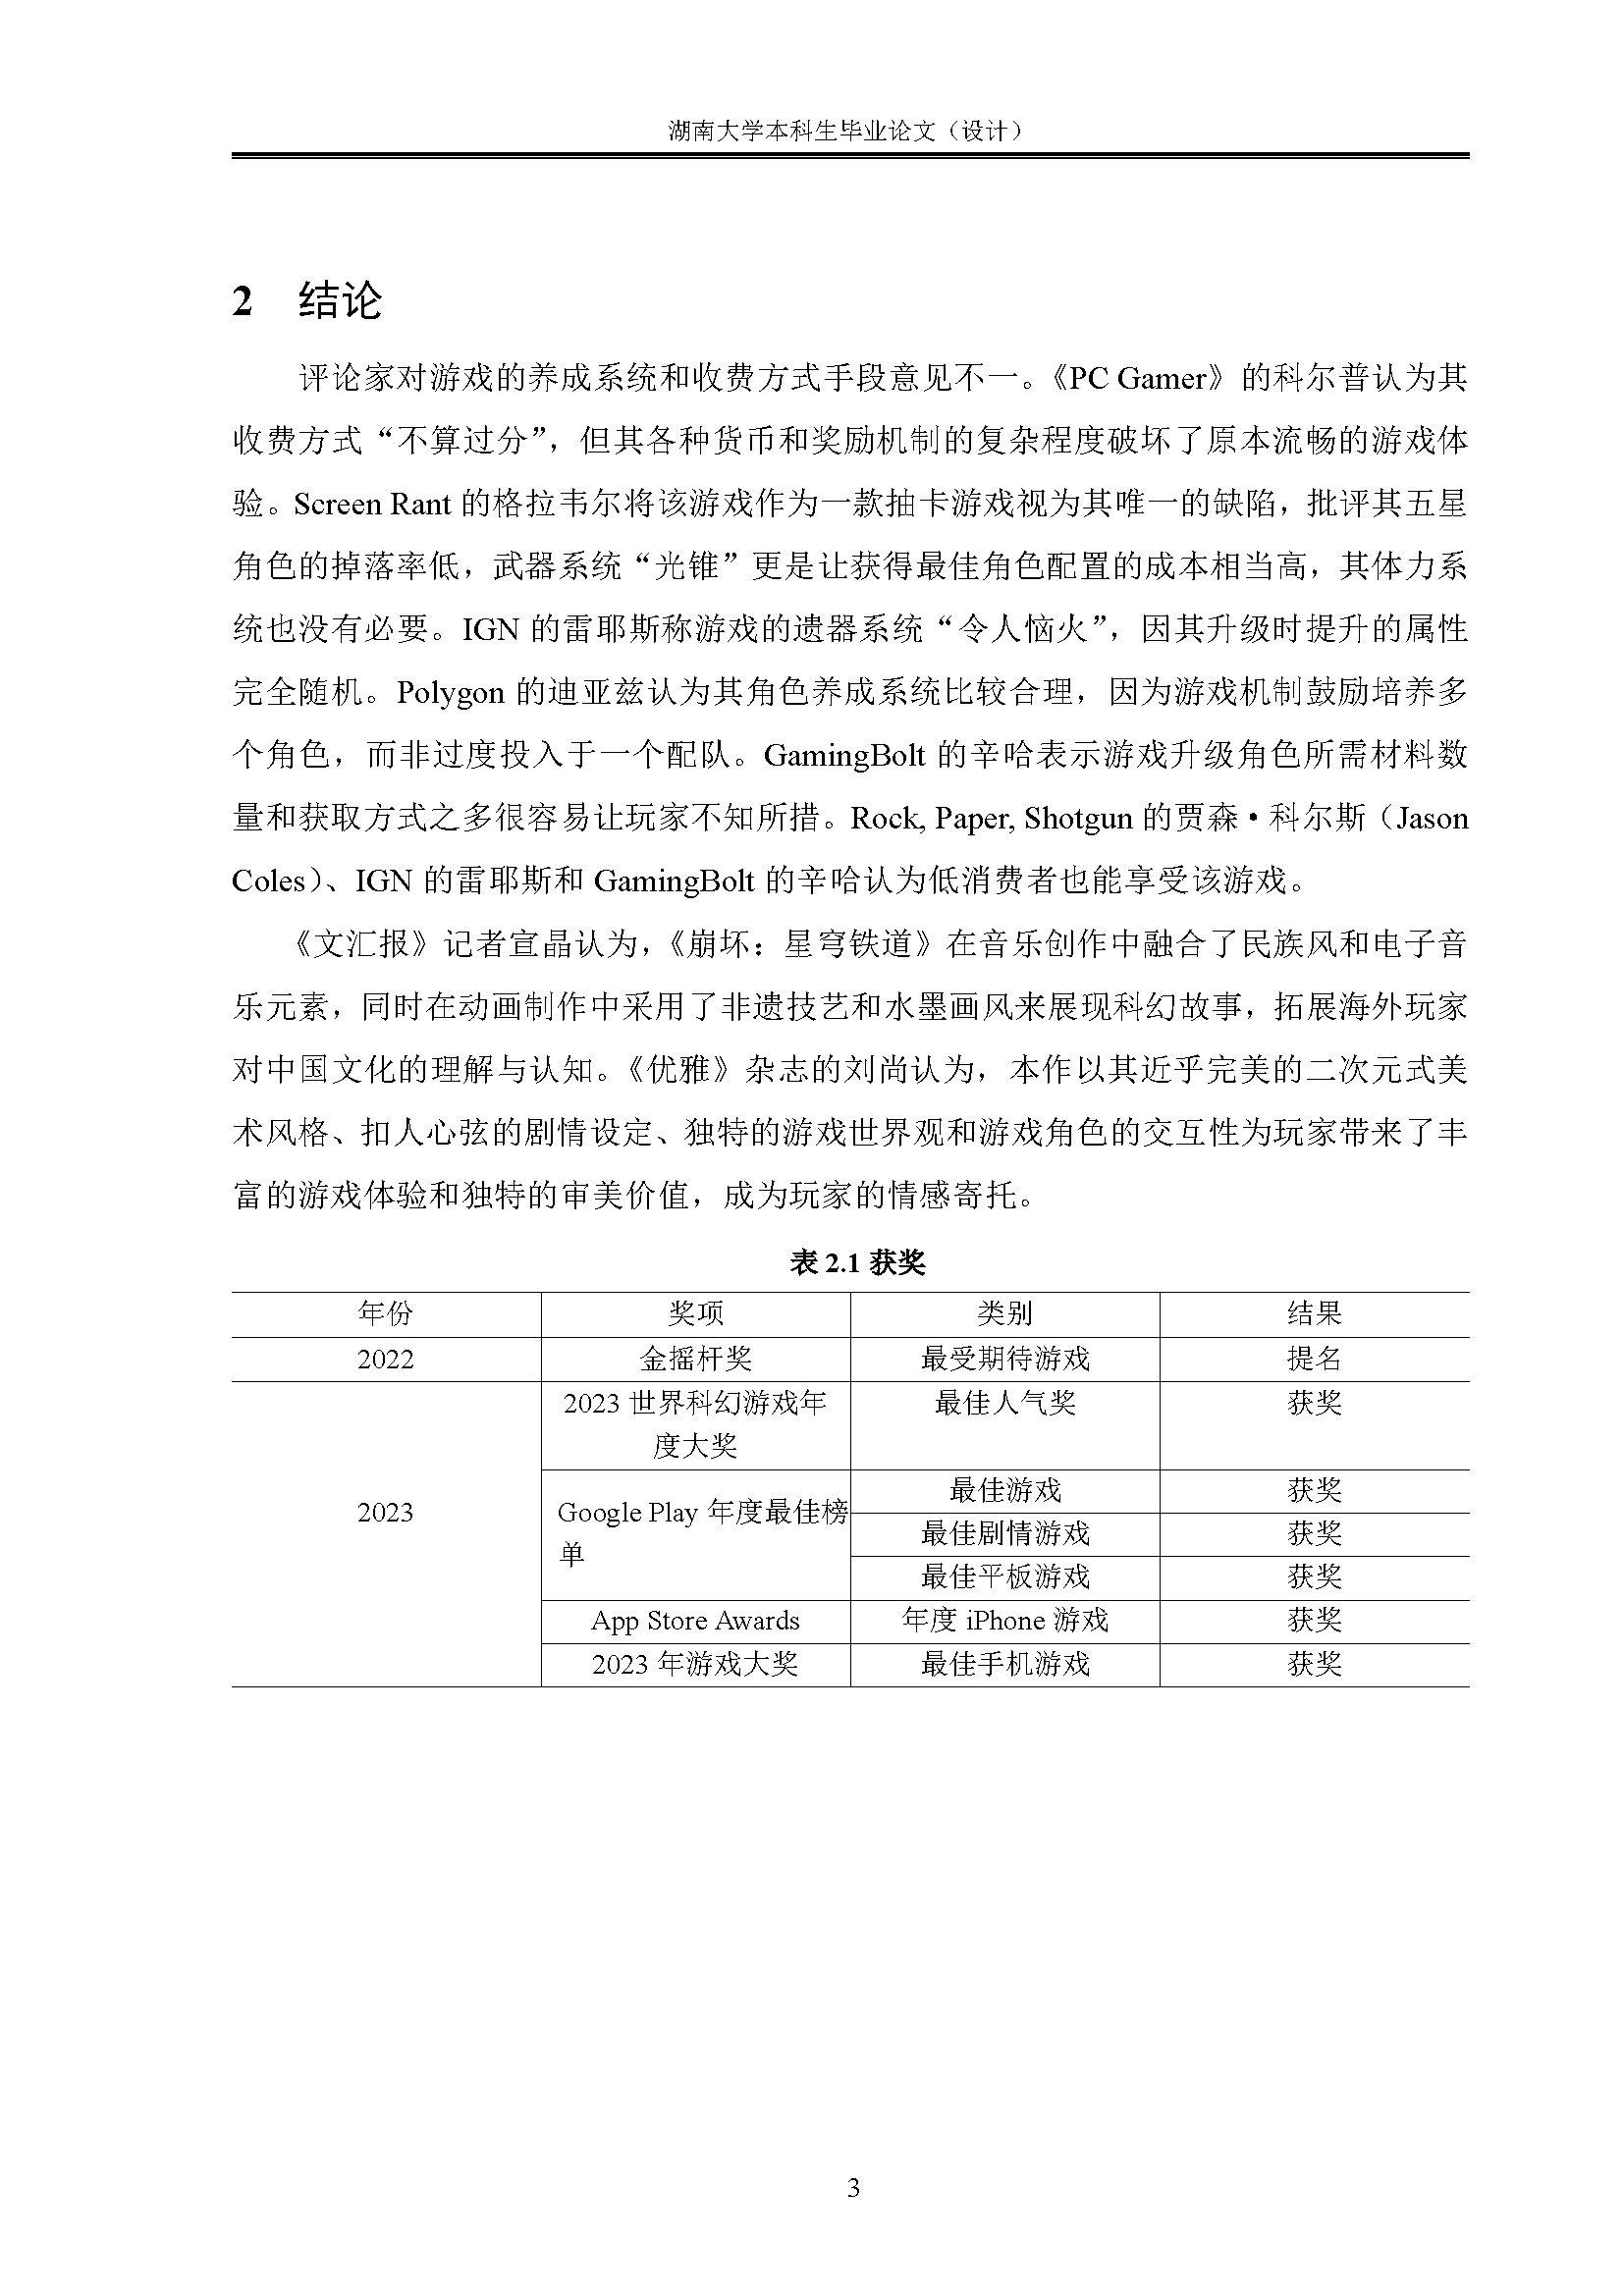 湖南大学本科生毕业论文（设计）
2 结论
评论家对游戏的养成系统和收费方式手段意见不一。《PC Gamer》的科尔普认为其
收费方式“不算过分”，但其各种货币和奖励机制的复杂程度破坏了原本流畅的游戏体
验。Screen Rant 的格拉韦尔将该游戏作为一款抽卡游戏视为其唯一的缺陷，批评其五星
角色的掉落率低，武器系统“光锥”更是让获得最佳角色配置的成本相当高，其体力系
统也没有必要。IGN 的雷耶斯称游戏的遗器系统“令人恼火”，因其升级时提升的属性
完全随机。Polygon 的迪亚兹认为其角色养成系统比较合理，因为游戏机制鼓励培养多
个角色，而非过度投入于一个配队。GamingBolt 的辛哈表示游戏升级角色所需材料数
量和获取方式之多很容易让玩家不知所措。Rock, Paper, Shotgun 的贾森·科尔斯（Jason
Coles）、IGN 的雷耶斯和 GamingBolt 的辛哈认为低消费者也能享受该游戏。
《文汇报》记者宣晶认为，《崩坏：星穹铁道》在音乐创作中融合了民族风和电子音
乐元素，同时在动画制作中采用了非遗技艺和水墨画风来展现科幻故事，拓展海外玩家
对中国文化的理解与认知。《优雅》杂志的刘尚认为，本作以其近乎完美的二次元式美
术风格、扣人心弦的剧情设定、独特的游戏世界观和游戏角色的交互性为玩家带来了丰
富的游戏体验和独特的审美价值，成为玩家的情感寄托。
表 2.1 获奖
年份 奖项 类别 结果
2022 金摇杆奖 最受期待游戏 提名
2023 世界科幻游戏年 最佳人气奖 获奖
度大奖
最佳游戏 获奖
2023 Google Play 年度最佳榜
最佳剧情游戏 获奖
单
最佳平板游戏 获奖
App Store Awards 年度 iPhone 游戏 获奖
2023 年游戏大奖 最佳手机游戏 获奖
3